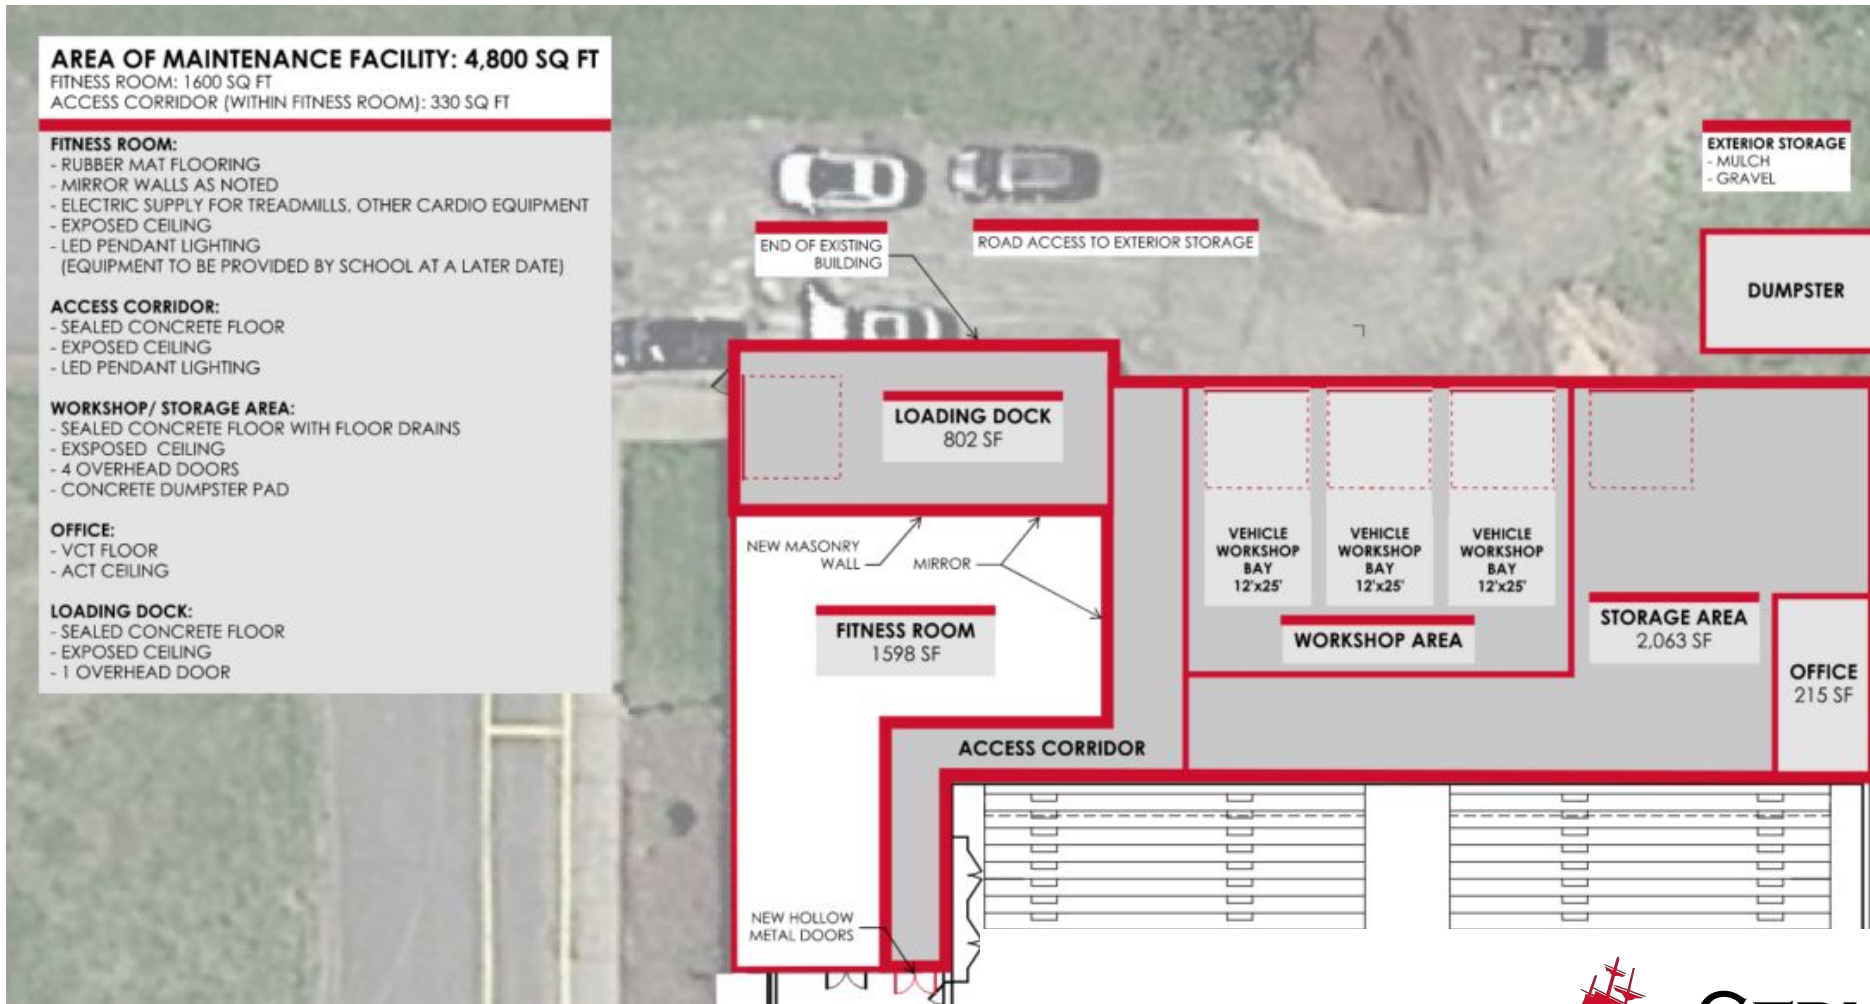 AREA OF MAINTENANCE FACILITY: 4,800 SQ FT
FITNESS ROOM: 1600 SQ FT
ACCESS CORRIDOR (WITHIN FITNESS ROOM): 330 SQ FT
FITNESS ROOM:
- RUBBER MAT FLOORING
- MIRROR WALLS AS NOTED
- ELECTRIC SUPPLY FOR TREADMILLS, OTHER CARDIO EQUIPMENT
- EXPOSED CEILING
- LED PENDANT LIGHTING
(EQUIPMENT TO BE PROVIDED BY SCHOOL AT A LATER DATE)
ACCESS CORRIDOR:
- SEALED CONCRETE FLOOR
- EXPOSED CEILING
- LED PENDANT LIGHTING
WORKSHOP/ STORAGE AREA:
- SEALED CONCRETE FLOOR WITH FLOOR DRAINS
- EXSPOSED CEILING
- 4 OVERHEAD DOORS
- CONCRETE DUMPSTER PAD
OFFICE:
- VCT FLOOR
- ACT CEILING
LOADING DOCK:
- SEALED CONCRETE FLOOR
- EXPOSED CEILING
- 1 OVERHEAD DOOR
END OF EXISTING
BUILDING
ROAD ACCESS TO EXTERIOR STORAGE
EXTERIOR STORAGE
- MULCH
- GRAVEL
DUMPSTER
LOADING DOCK
802 SF
NEW MASONRY
WALL
MIRROR
FITNESS ROOM
1598 SF
VEHICLE
WORKSHOP
BAY
12'x25'
VEHICLE
WORKSHOP
BAY
12'x25'
VEHICLE
WORKSHOP
BAY
12'x25'
WORKSHOP AREA
STORAGE AREA
2,063 SF
OFFICE
215 SF
ACCESS CORRIDOR
NEW HOLLOW
METAL DOORS